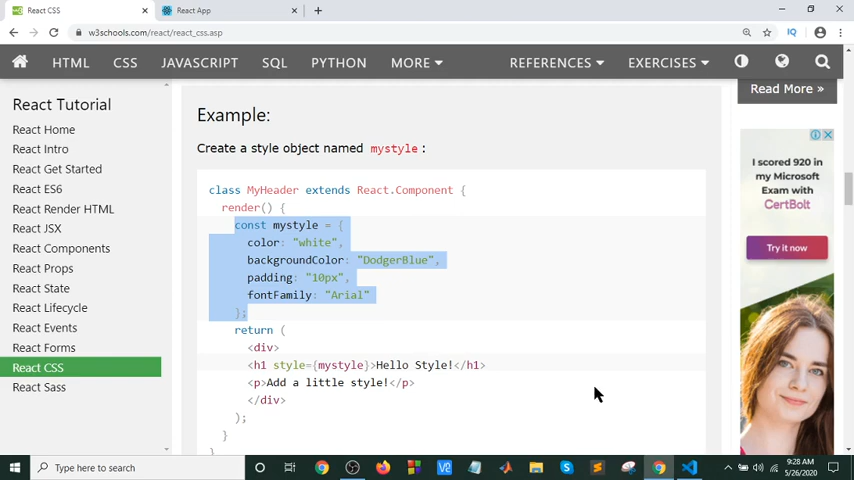 React CSS
React App
w3schools.com/react/react_css.asp
HTML
CSS
JAVASCRIPT
SQL
PYTHON
MORE
REFERENCES
EXERCISES
React Tutorial
React Home
React Intro
React Get Started
React ES6
React Render HTML
React JSX
React Components
React Props
React State
React Lifecycle
React Events
React Forms
React CSS
React Sass
Example:
Create a style object named mystyle :
class MyHeader extends React.Component {
render() {
const mystyle = {
color: "white",
backgroundColor: "DodgerBlue",
padding: "10px",
fontFamily: "Arial"
};
return (
<div>
<h1 style={mystyle}>Hello Style!</h1>
<p>Add a little style!</p>
</div>
);
}
}
Read More »
I scored 920 in
my Microsoft
Exam with
CertBolt
Try it now
Type here to search
9:28 AM
5/26/2020